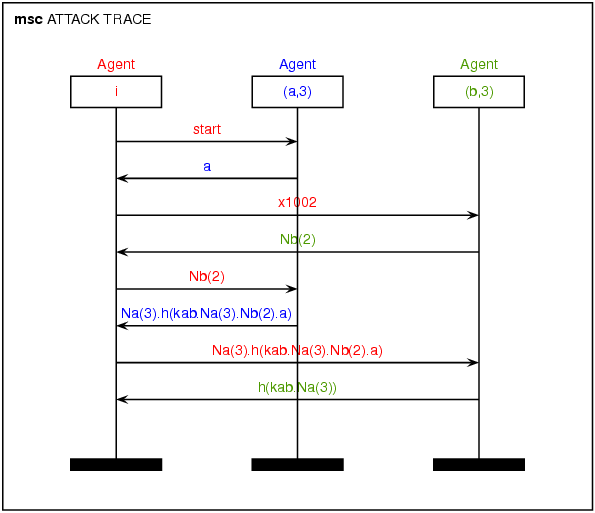 msc ATTACK TRACE
Agent Agent Agent
i (a,3) (b,3)
start
a
x1002
Nb(2)
Nb(2)
Na(3).h(kab.Na(3).Nb(2).a)
Na(3).h(kab.Na(3).Nb(2).a)
h(kab.Na(3))